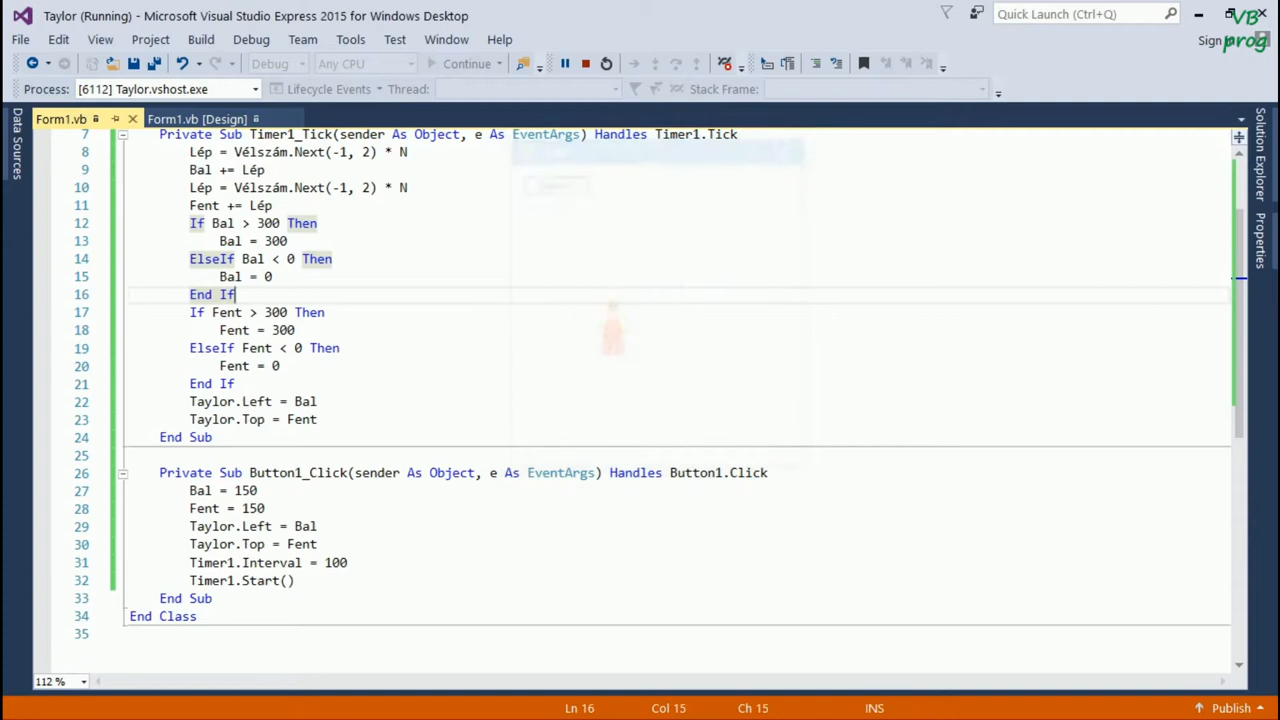 Taylor (Running) - Microsoft Visual Studio Express 2015 for Windows Desktop
Quick Launch (Ctrl+Q)
VB
prog
File Edit View Project Build Debug Team Tools Test Window Help
Sign
Debug Any CPU Continue
Process: [6112] Taylor.vshost.exe Lifecycle Events Thread: Stack Frame:
Form1.vb Form1.vb [Design]
Data Sources
Solution Explorer
Properties
7 Private Sub Timer1_Tick(sender As Object, e As EventArgs) Handles Timer1.Tick
8 Lép = Vélszám.Next(-1, 2) * N
9 Bal += Lép
10 Lép = Vélszám.Next(-1, 2) * N
11 Fent += Lép
12 If Bal > 300 Then
13 Bal = 300
14 ElseIf Bal < 0 Then
15 Bal = 0
16 End If
17 If Fent > 300 Then
18 Fent = 300
19 ElseIf Fent < 0 Then
20 Fent = 0
21 End If
22 Taylor.Left = Bal
23 Taylor.Top = Fent
24 End Sub
25
26 Private Sub Button1_Click(sender As Object, e As EventArgs) Handles Button1.Click
27 Bal = 150
28 Fent = 150
29 Taylor.Left = Bal
30 Taylor.Top = Fent
31 Timer1.Interval = 100
32 Timer1.Start()
33 End Sub
34 End Class
35
112 %
Ln 16 Col 15 Ch 15 INS Publish